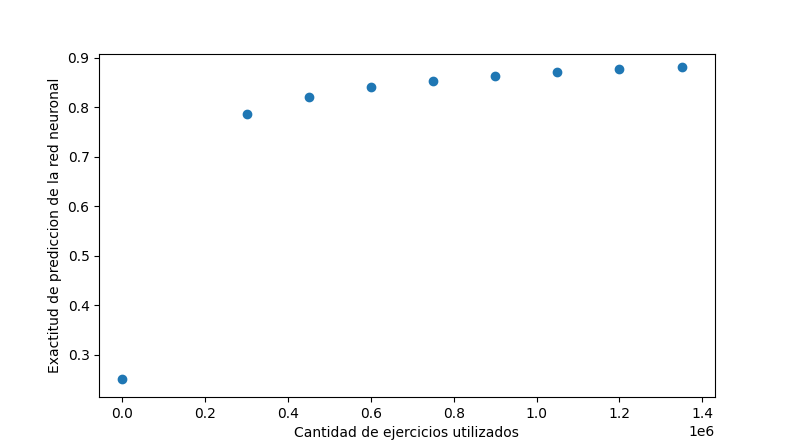 Exactitud de prediccion de la red neuronal
0.9
0.8
0.7
0.6
0.5
0.4
0.3
0.0 0.2 0.4 0.6 0.8 1.0 1.2 1.4
1e6
Cantidad de ejercicios utilizados